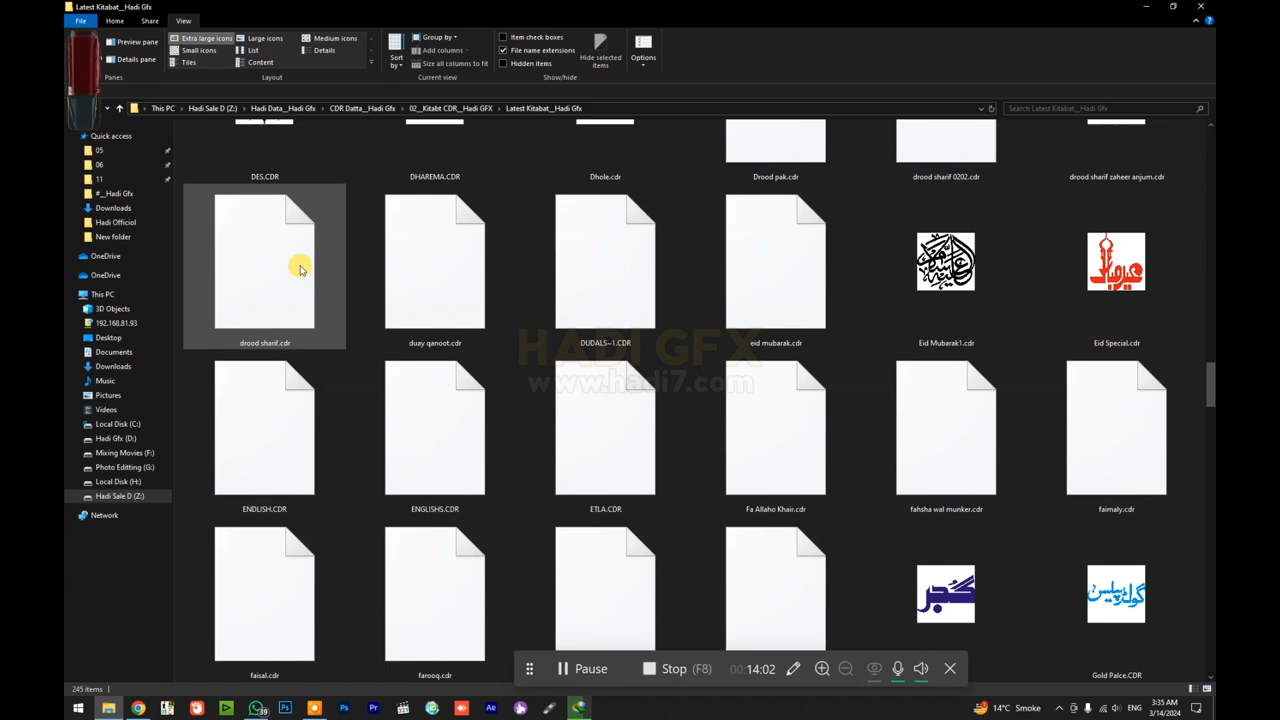 Latest Kitabat__Hadi Gfx
File Home Share View
Preview pane
Details pane
Panes
Extra large icons Large icons Medium icons
Small icons List Details
Tiles Content
Layout
Sort by
Group by
Add columns
Size all columns to fit
Current view
Item check boxes
File name extensions
Hidden items
Hide selected items
Show/hide
Options
This PC > Hadi Sale D (Z:) > Hadi Data__Hadi Gfx > CDR Datta__Hadi Gfx > 02__Kitabt CDR__Hadi GFX > Latest Kitabat__Hadi Gfx
Search Latest Kitabat__Hadi Gfx
Quick access
05
06
11
#__Hadi Gfx
Downloads
Hadi Officiol
New folder
OneDrive
OneDrive
This PC
3D Objects
192.168.81.93
Desktop
Documents
Downloads
Music
Pictures
Videos
Local Disk (C:)
Hadi Gfx (D:)
Mixing Movies (F:)
Photo Editting (G:)
Local Disk (H:)
Hadi Sale D (Z:)
Network
DES.CDR DHAREMA.CDR Dhole.cdr Drood pak.cdr drood sharif 0202.cdr drood sharif zaheer anjum.cdr
عید مبارک
drood sharif.cdr duay qanoot.cdr DUDALS~1.CDR eid mubarak.cdr Eid Mubarak1.cdr Eid Special.cdr
HADI GFX
www.hadi7.com
ENDLISH.CDR ENGLISHS.CDR ETLA.CDR Fa Allaho Khair.cdr fahsha wal munker.cdr faimaly.cdr
گجر
گولڈ پیلس
faisal.cdr farooq.cdr Gold Palce.CDR
Pause Stop (F8) 00:14:02
245 items
39
14°C Smoke
ENG
3:35 AM
3/14/2024